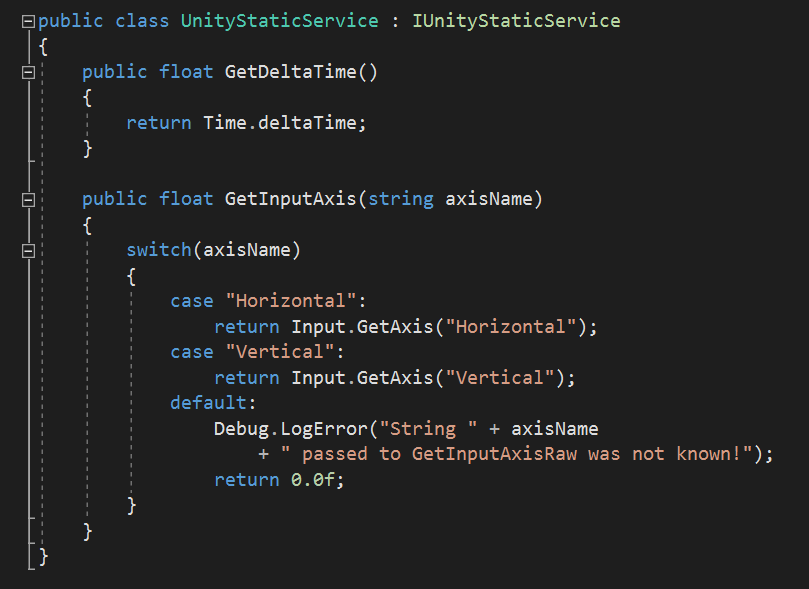 public class UnityStaticService : IUnityStaticService
{
    public float GetDeltaTime()
    {
        return Time.deltaTime;
    }

    public float GetInputAxis(string axisName)
    {
        switch(axisName)
        {
            case "Horizontal":
                return Input.GetAxis("Horizontal");
            case "Vertical":
                return Input.GetAxis("Vertical");
            default:
                Debug.LogError("String " + axisName
                    + " passed to GetInputAxisRaw was not known!");
                return 0.0f;
        }
    }
}